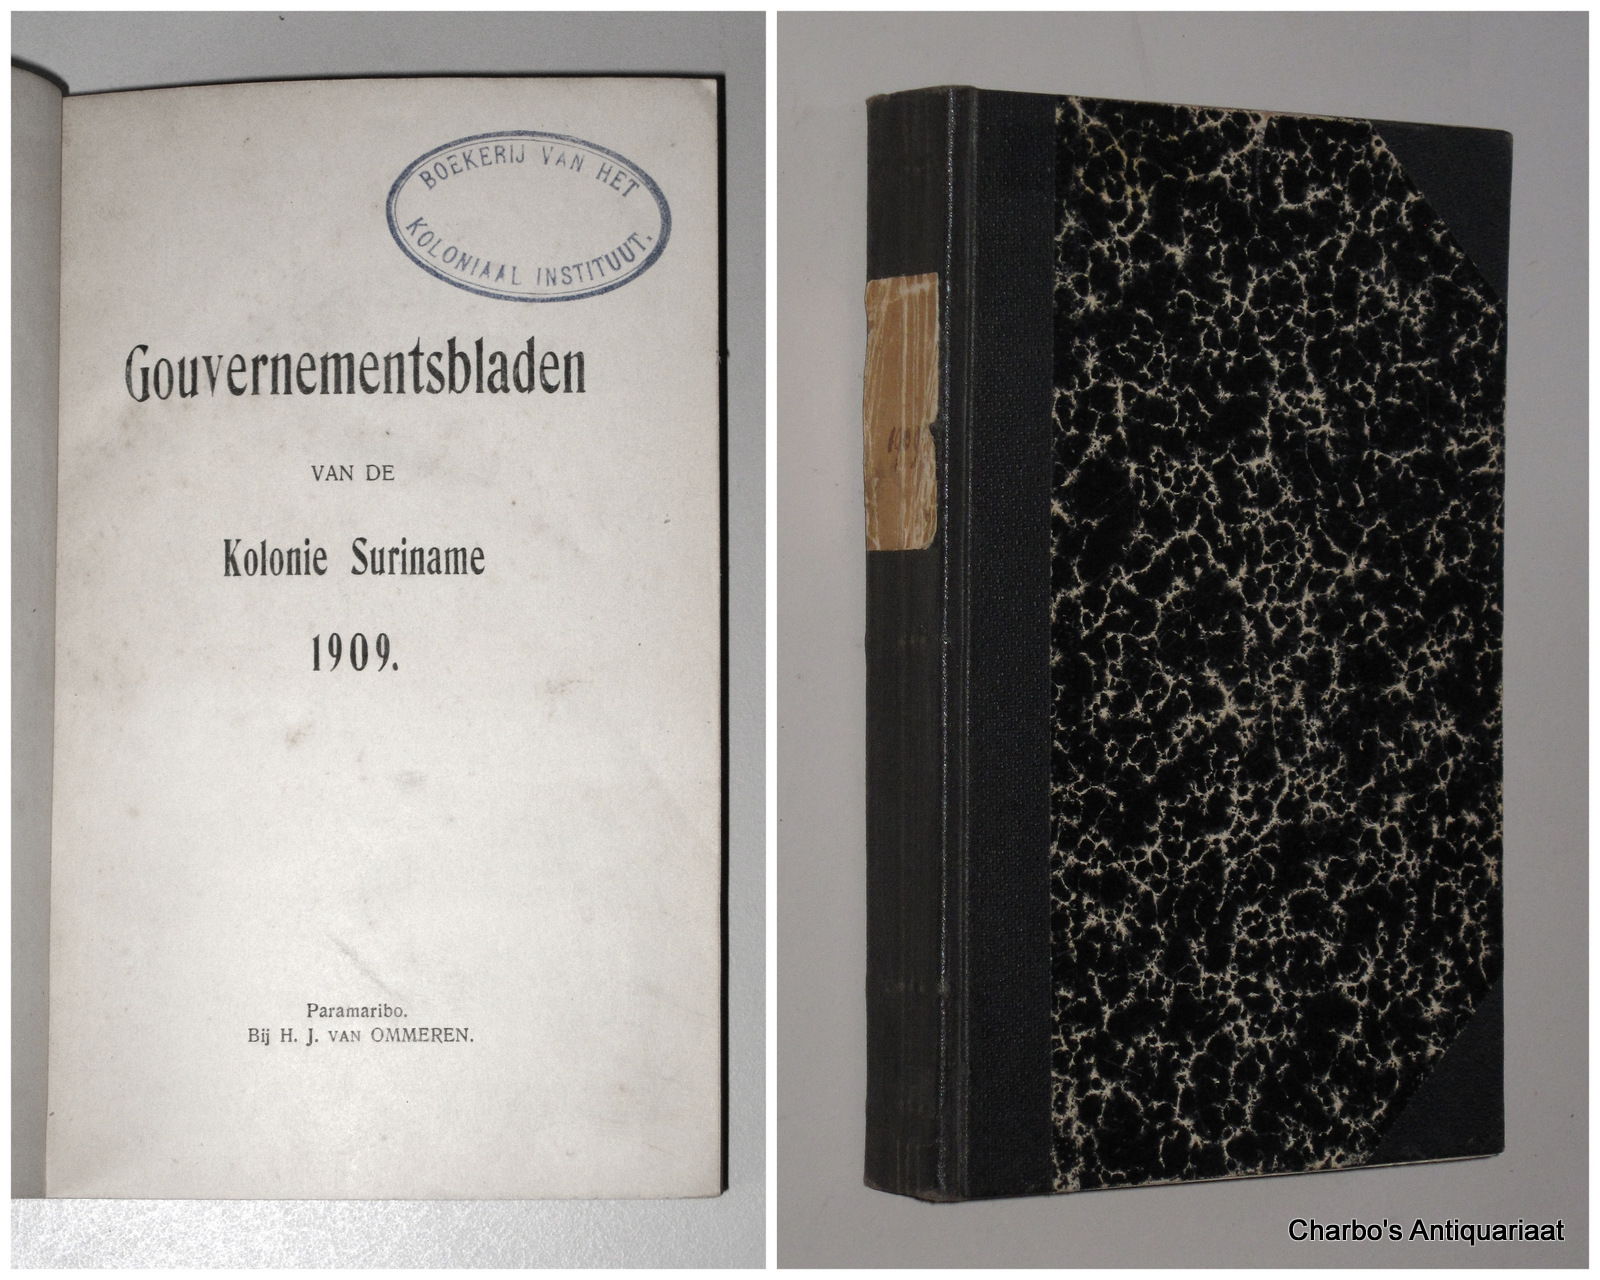 BOEKERIJ VAN HET
KOLONIAAL INSTITUUT.
Gouvernementsbladen
VAN DE
Kolonie Suriname
1909.
Paramaribo.
Bij H. J. VAN OMMEREN.
Charbo's Antiquariaat